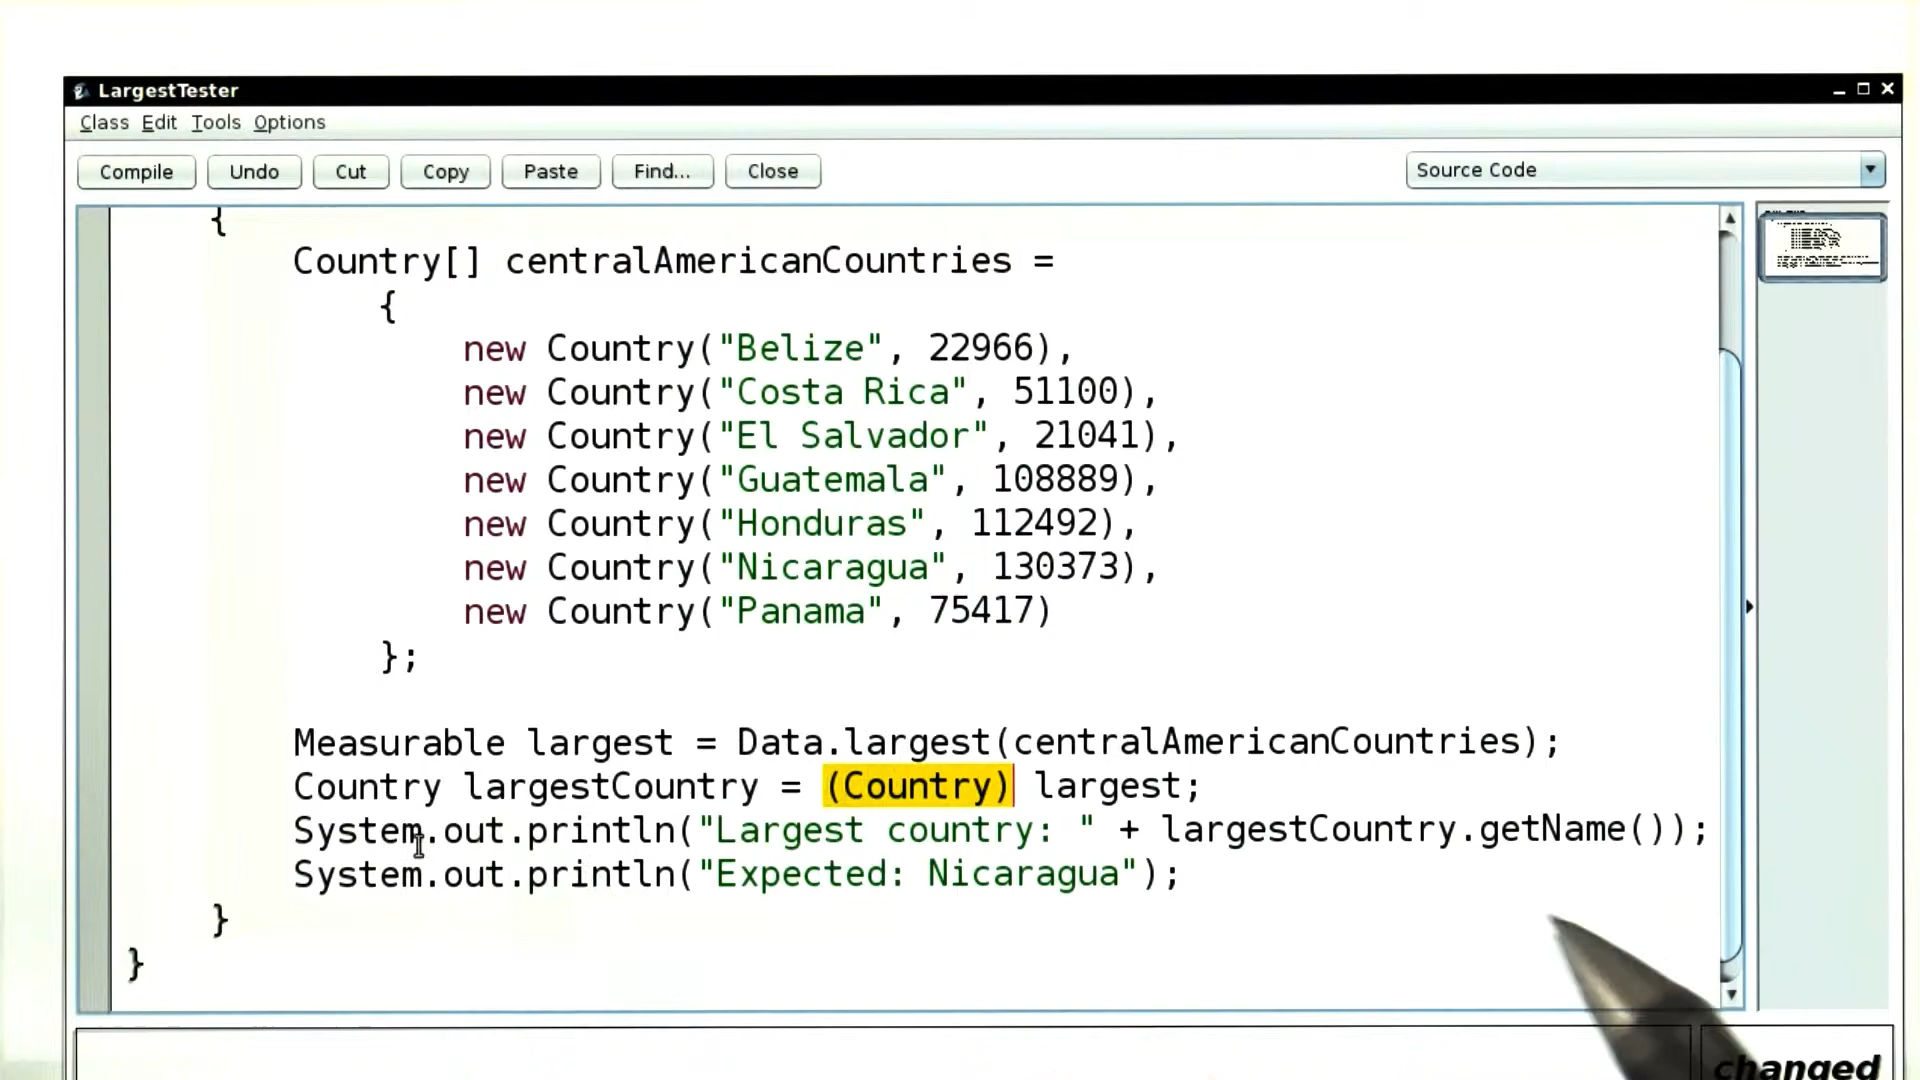 LargestTester
Class Edit Tools Options
Compile Undo Cut Copy Paste Find... Close Source Code
{
Country[] centralAmericanCountries =
{
new Country("Belize", 22966),
new Country("Costa Rica", 51100),
new Country("El Salvador", 21041),
new Country("Guatemala", 108889),
new Country("Honduras", 112492),
new Country("Nicaragua", 130373),
new Country("Panama", 75417)
};
Measurable largest = Data.largest(centralAmericanCountries);
Country largestCountry = (Country) largest;
System.out.println("Largest country: " + largestCountry.getName());
System.out.println("Expected: Nicaragua");
}
}
changed